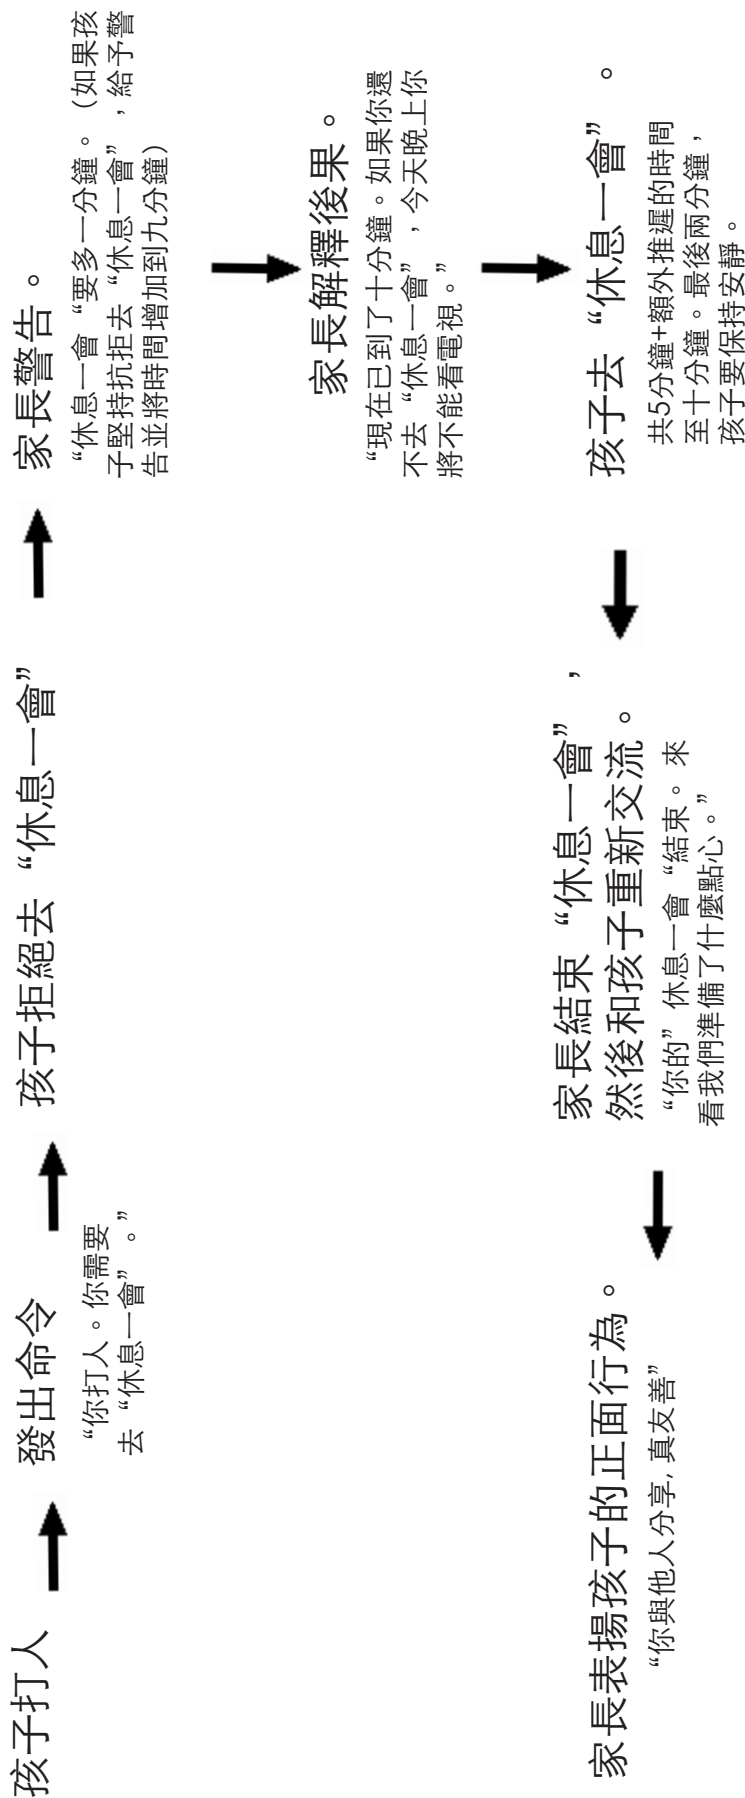 孩子打人
發出命令
“你打人。你需要
去“休息一會”。”
孩子拒絕去“休息一會”
家長警告。
“休息一會“要多一分鐘。（如果孩
子堅持抗拒去“休息一會”，給予警
告並將時間增加到九分鐘）
家長解釋後果。
“現在已到了十分鐘。如果你還
不去“休息一會”，今天晚上你
將不能看電視。”
孩子去“休息一會”。
共5分鐘+額外推遲的時間
至十分鐘。最後兩分鐘，
孩子要保持安靜。
家長結束“休息一會”，
然後和孩子重新交流。
“你的”休息一會“結束。來
看我們準備了什麼點心。”
家長表揚孩子的正面行為。
“你與他人分享, 真友善”